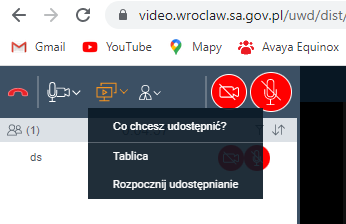 video.wroclaw.sa.gov.pl/uwd/dist/
Gmail YouTube Mapy Avaya Equinox
(1)
Co chcesz udostępnić?
ds
Tablica
Rozpocznij udostępnianie